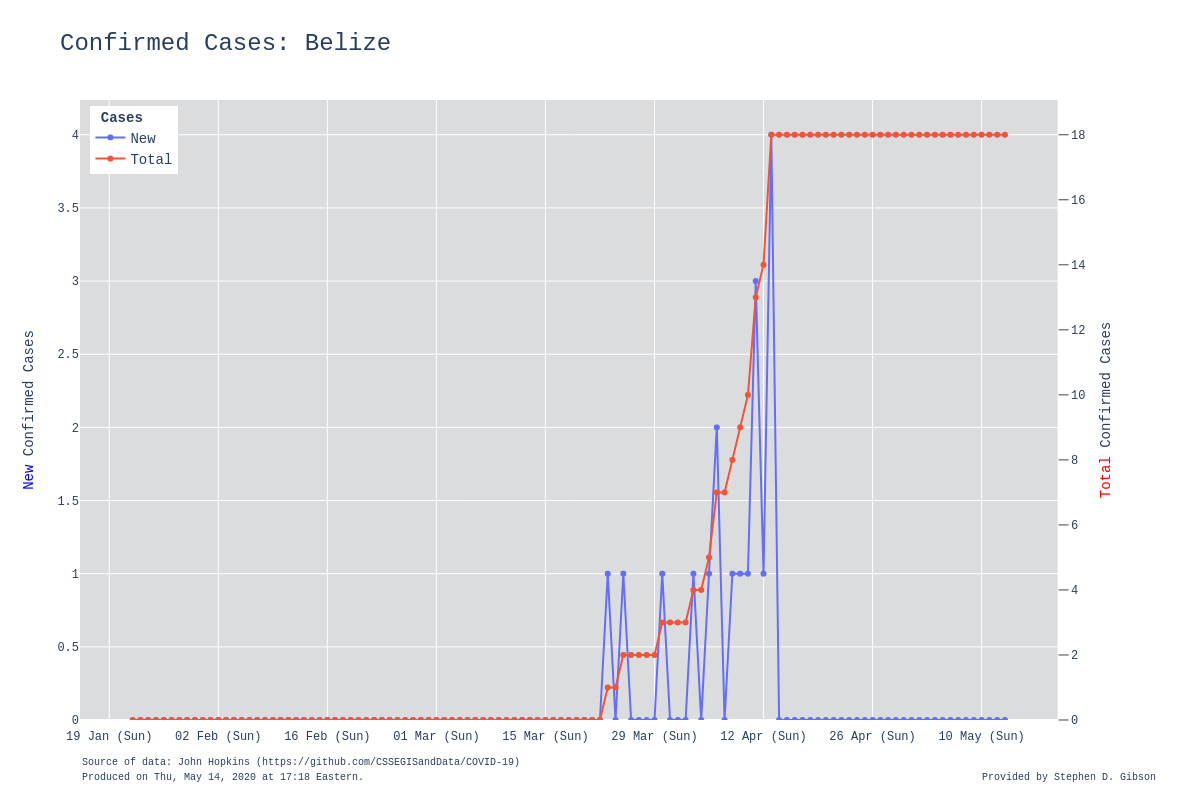 Confirmed Cases: Belize
Cases
New
Total
4
3.5
3
2.5
2
1.5
1
0.5
0
18
16
14
12
10
8
6
4
2
0
New Confirmed Cases
Total Confirmed Cases
19 Jan (Sun) 02 Feb (Sun) 16 Feb (Sun) 01 Mar (Sun) 15 Mar (Sun) 29 Mar (Sun) 12 Apr (Sun) 26 Apr (Sun) 10 May (Sun)
Source of data: John Hopkins (https://github.com/CSSEGISandData/COVID-19)
Produced on Thu, May 14, 2020 at 17:18 Eastern.
Provided by Stephen D. Gibson